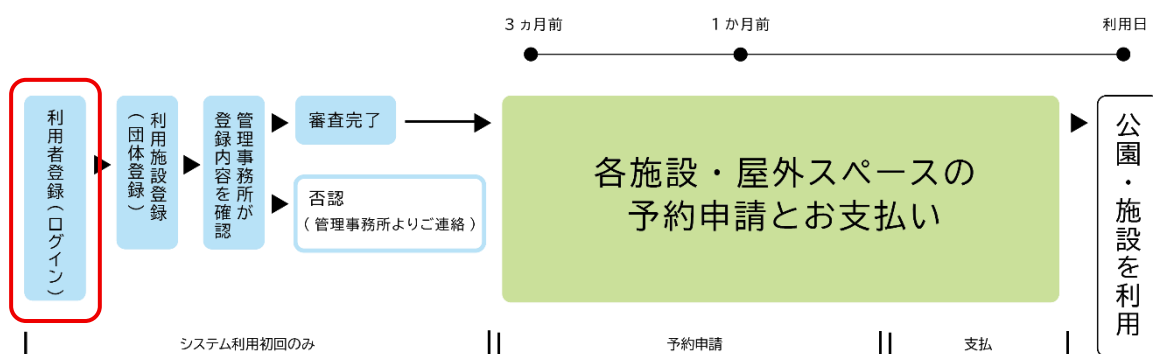 3ヵ月前
1か月前
利用日
利用者登録（ログイン）
利用施設登録
（団体登録）
管理事務所が
登録内容を確認
審査完了
否認
（管理事務所よりご連絡）
各施設・屋外スペースの
予約申請とお支払い
公園・施設を利用
システム利用初回のみ
予約申請
支払